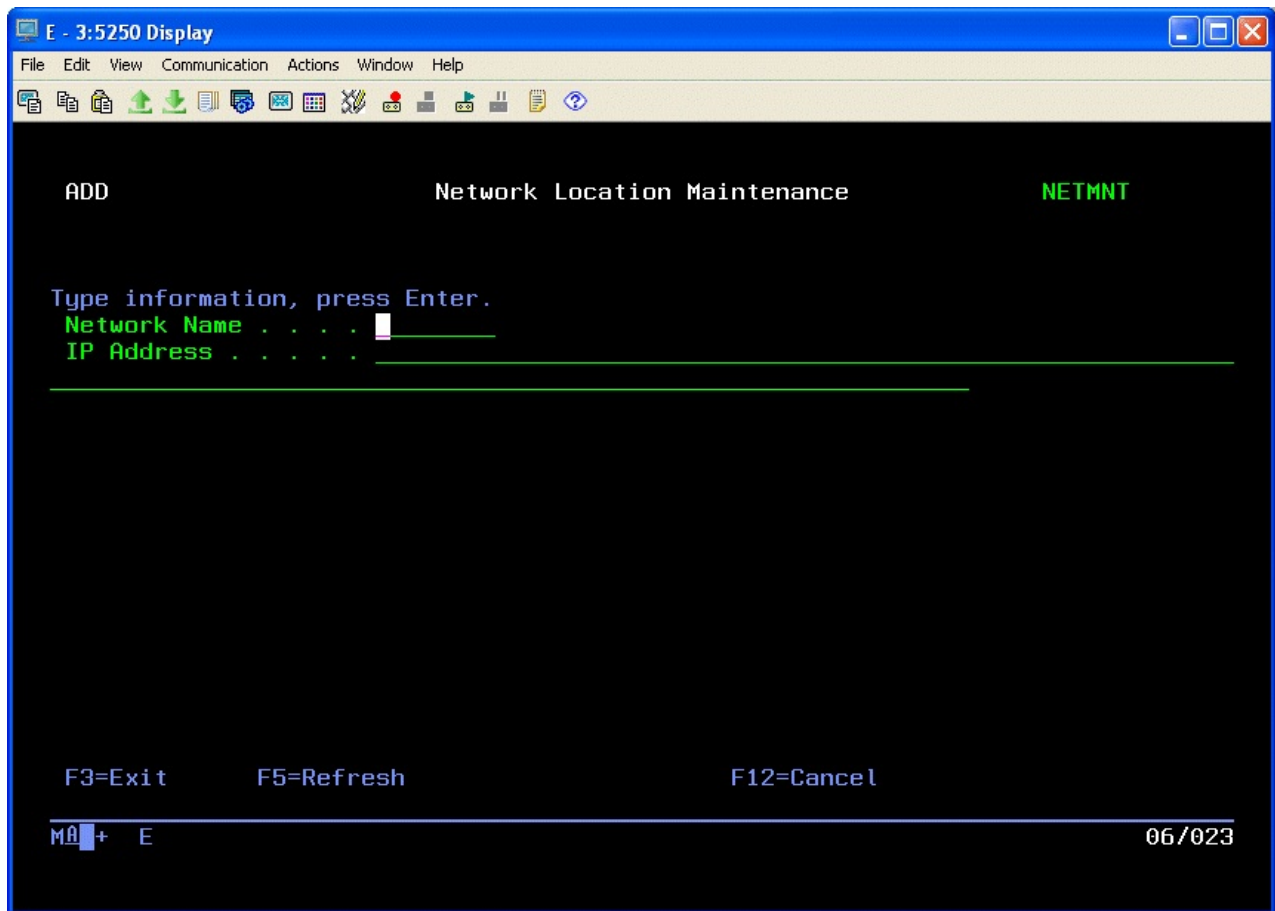 E - 3:5250 Display
File Edit View Communication Actions Window Help
ADD Network Location Maintenance NETMNT
Type information, press Enter.
Network Name . . . .
IP Address . . . . .
F3=Exit F5=Refresh F12=Cancel
MA + E 06/023